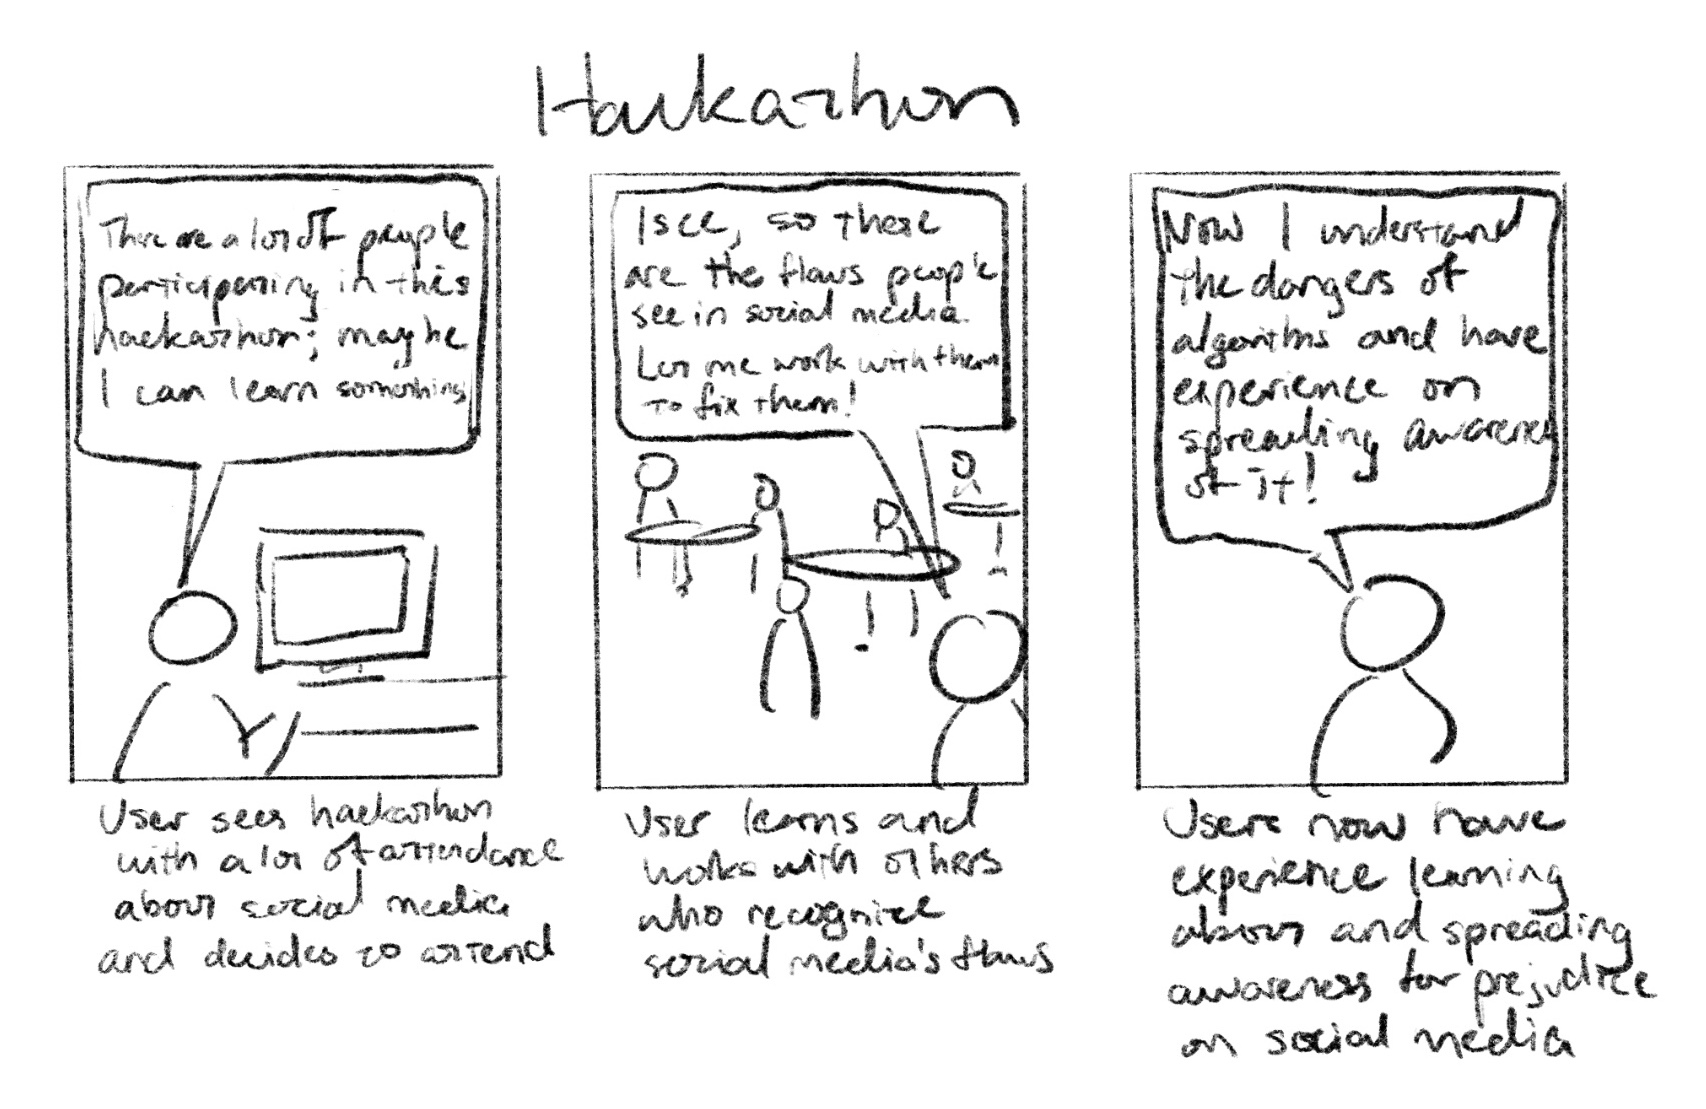 Hackathon
There are a lot of people
participating in this
hackathon; maybe
I can learn something
User sees hackathon
with a lot of attendance
about social media
and decides to attend
I see, so these
are the flaws people
see in social media.
Let me work with them
to fix them!
User learns and
works with others
who recognize
social media's flaws
Now I understand
the dangers of
algorithms and have
experience on
spreading awareness
of it!
Users now have
experience learning
about and spreading
awareness for prejudice
on social media